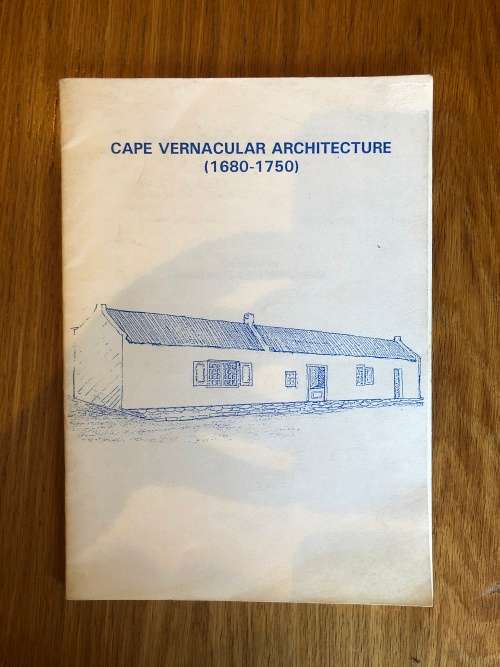 CAPE VERNACULAR ARCHITECTURE
(1680-1750)